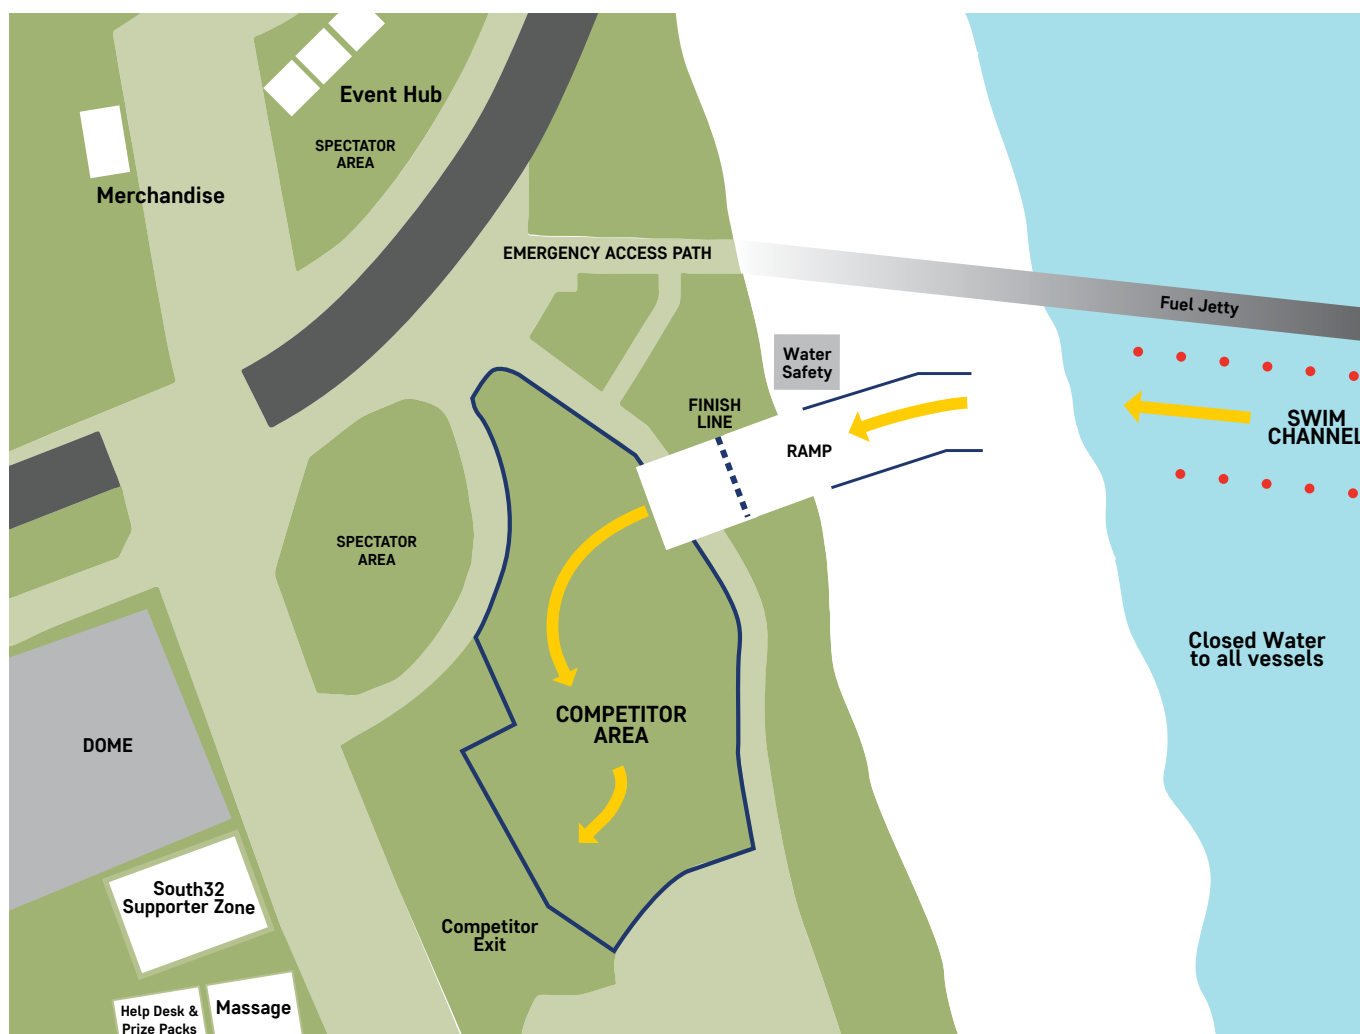 Event Hub
SPECTATOR
AREA
Merchandise
EMERGENCY ACCESS PATH
Fuel Jetty
Water
Safety
FINISH
LINE
RAMP
SWIM
CHANNEL
SPECTATOR
AREA
Closed Water
to all vessels
COMPETITOR
AREA
DOME
South32
Supporter Zone
Competitor
Exit
Help Desk &
Prize Packs
Massage